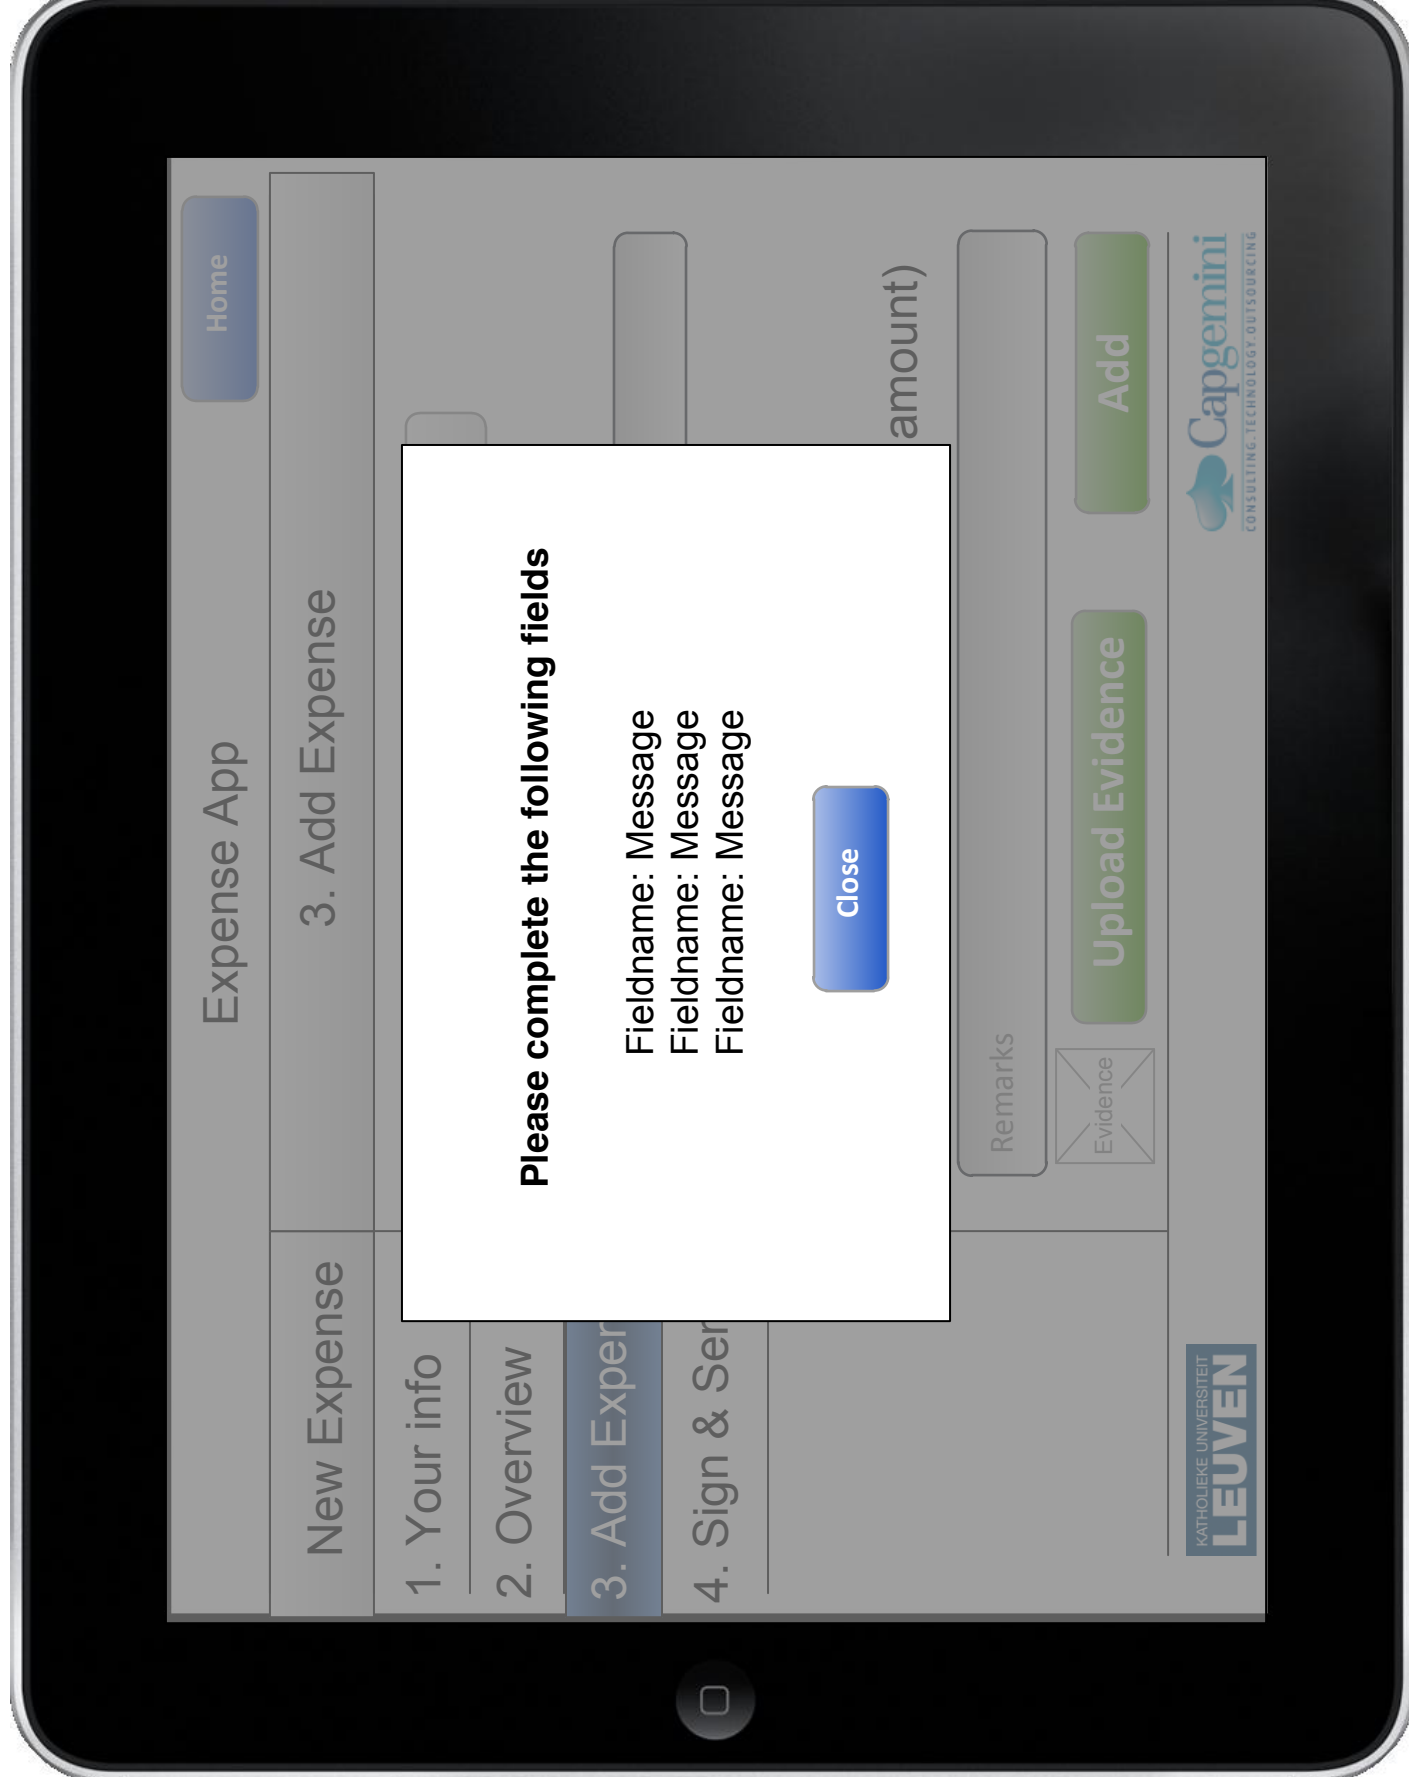 Expense App
Home
New Expense
3. Add Expense
1. Your info
2. Overview
3. Add Exper
4. Sign & Ser
Please complete the following fields
Fieldname: Message
Fieldname: Message
Fieldname: Message
Close
amount)
Remarks
Evidence
Upload Evidence
Add
KATHOLIEKE UNIVERSITEIT
LEUVEN
Capgemini
CONSULTING.TECHNOLOGY.OUTSOURCING